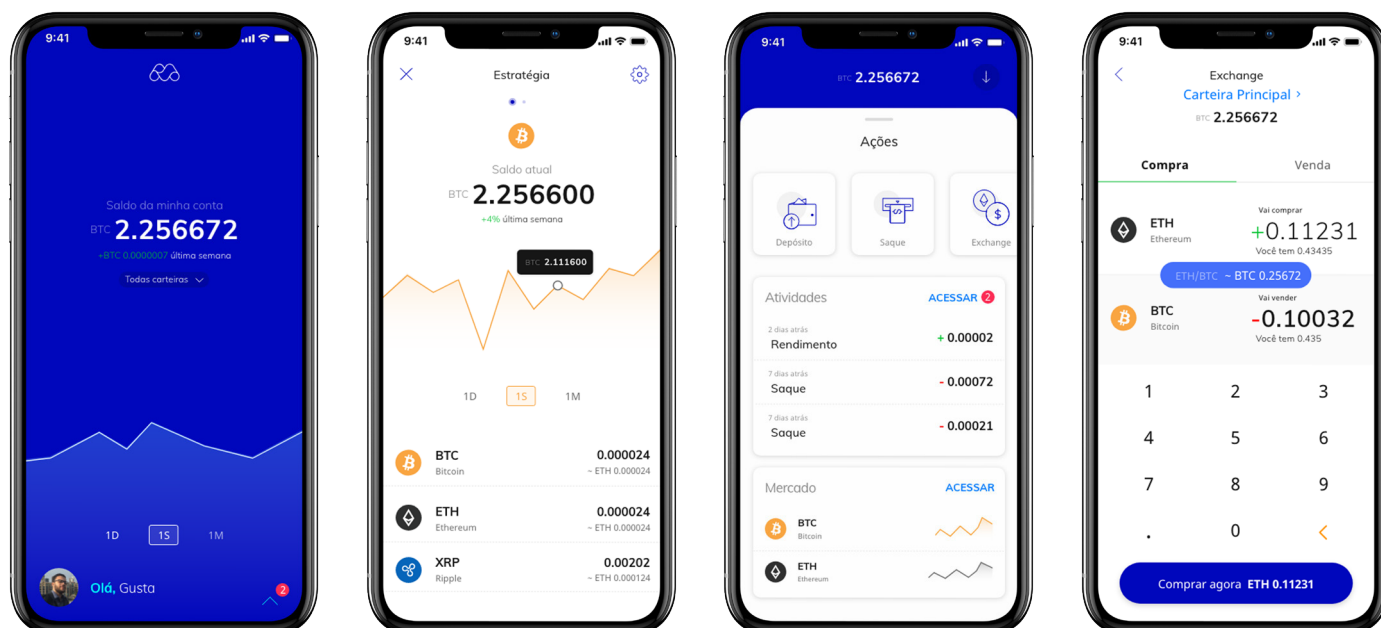 9:41
Saldo da minha conta
BTC 2.256672
+BTC 0.0000007 última semana
Todas carteiras
1D 1S 1M
Olá, Gusta
2
9:41
Estratégia
Saldo atual
BTC 2.256600
+4% última semana
BTC 2.111600
1D 1S 1M
BTC 0.000024
Bitcoin ~ ETH 0.000024
ETH 0.000024
Ethereum ~ ETH 0.000024
XRP 0.00202
Ripple ~ ETH 0.000124
9:41
BTC 2.256672
Ações
Depósito Saque Exchange
Atividades ACESSAR 2
2 dias atrás
Rendimento + 0.00002
7 dias atrás
Saque - 0.00072
7 dias atrás
Saque - 0.00021
Mercado ACESSAR
BTC
Bitcoin
ETH
Ethereum
9:41
Exchange
Carteira Principal >
BTC 2.256672
Compra Venda
Vai comprar
ETH +0.11231
Ethereum Você tem 0.43435
ETH/BTC ~ BTC 0.25672
Vai vender
BTC -0.10032
Bitcoin Você tem 0.435
1 2 3
4 5 6
7 8 9
. 0 <
Comprar agora ETH 0.11231